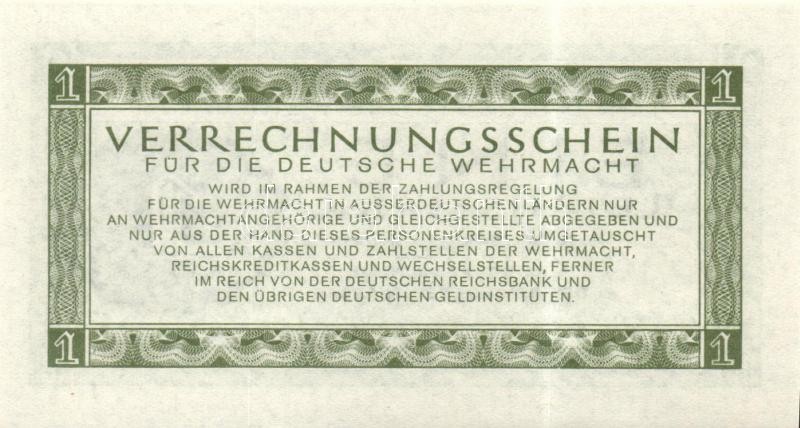 1 1
VERRECHNUNGSSCHEIN
FÜR DIE DEUTSCHE WEHRMACHT
WIRD IM RAHMEN DER ZAHLUNGSREGELUNG
FÜR DIE WEHRMACHT IN AUSSERDEUTSCHEN LÄNDERN NUR
AN WEHRMACHTANGEHÖRIGE UND GLEICHGESTELLTE ABGEGEBEN UND
NUR AUS DER HAND DIESES PERSONENKREISES UMGETAUSCHT
VON ALLEN KASSEN UND ZAHLSTELLEN DER WEHRMACHT,
REICHSKREDITKASSEN UND WECHSELSTELLEN, FERNER
IM REICH VON DER DEUTSCHEN REICHSBANK UND
DEN ÜBRIGEN DEUTSCHEN GELDINSTITUTEN.
1 1